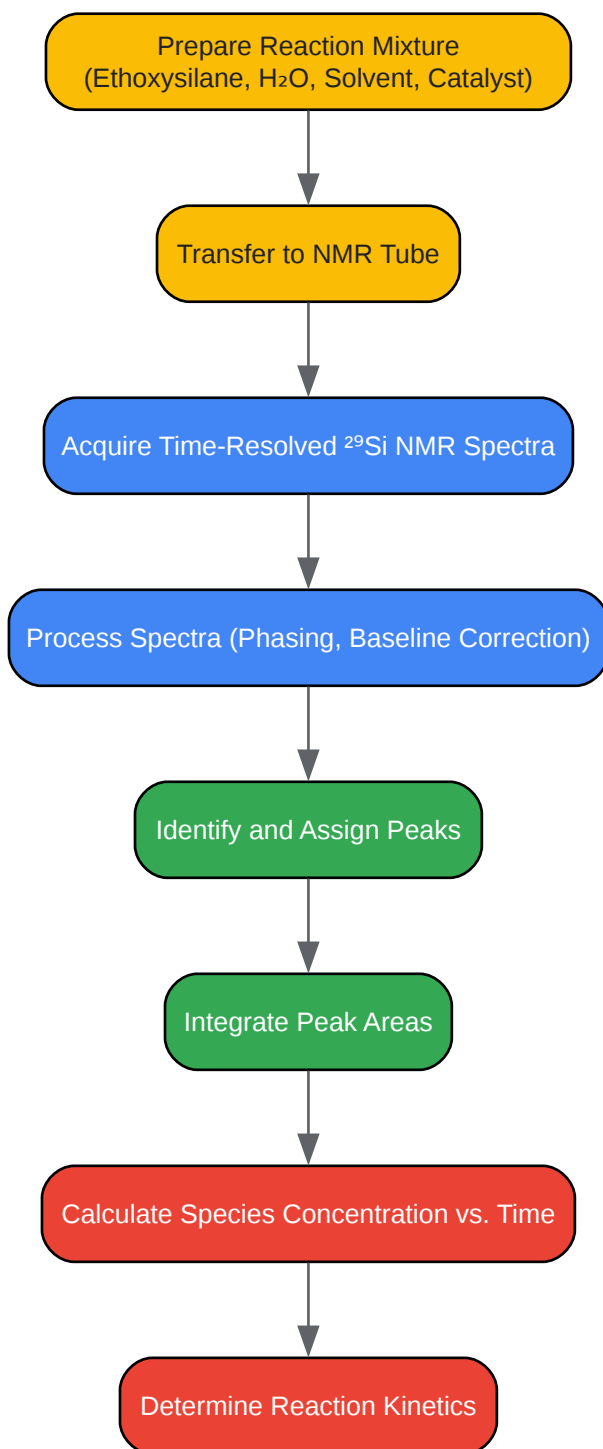 Prepare Reaction Mixture
(Ethoxysilane, H₂O, Solvent, Catalyst)
Transfer to NMR Tube
Acquire Time-Resolved ²⁹Si NMR Spectra
Process Spectra (Phasing, Baseline Correction)
Identify and Assign Peaks
Integrate Peak Areas
Calculate Species Concentration vs. Time
Determine Reaction Kinetics